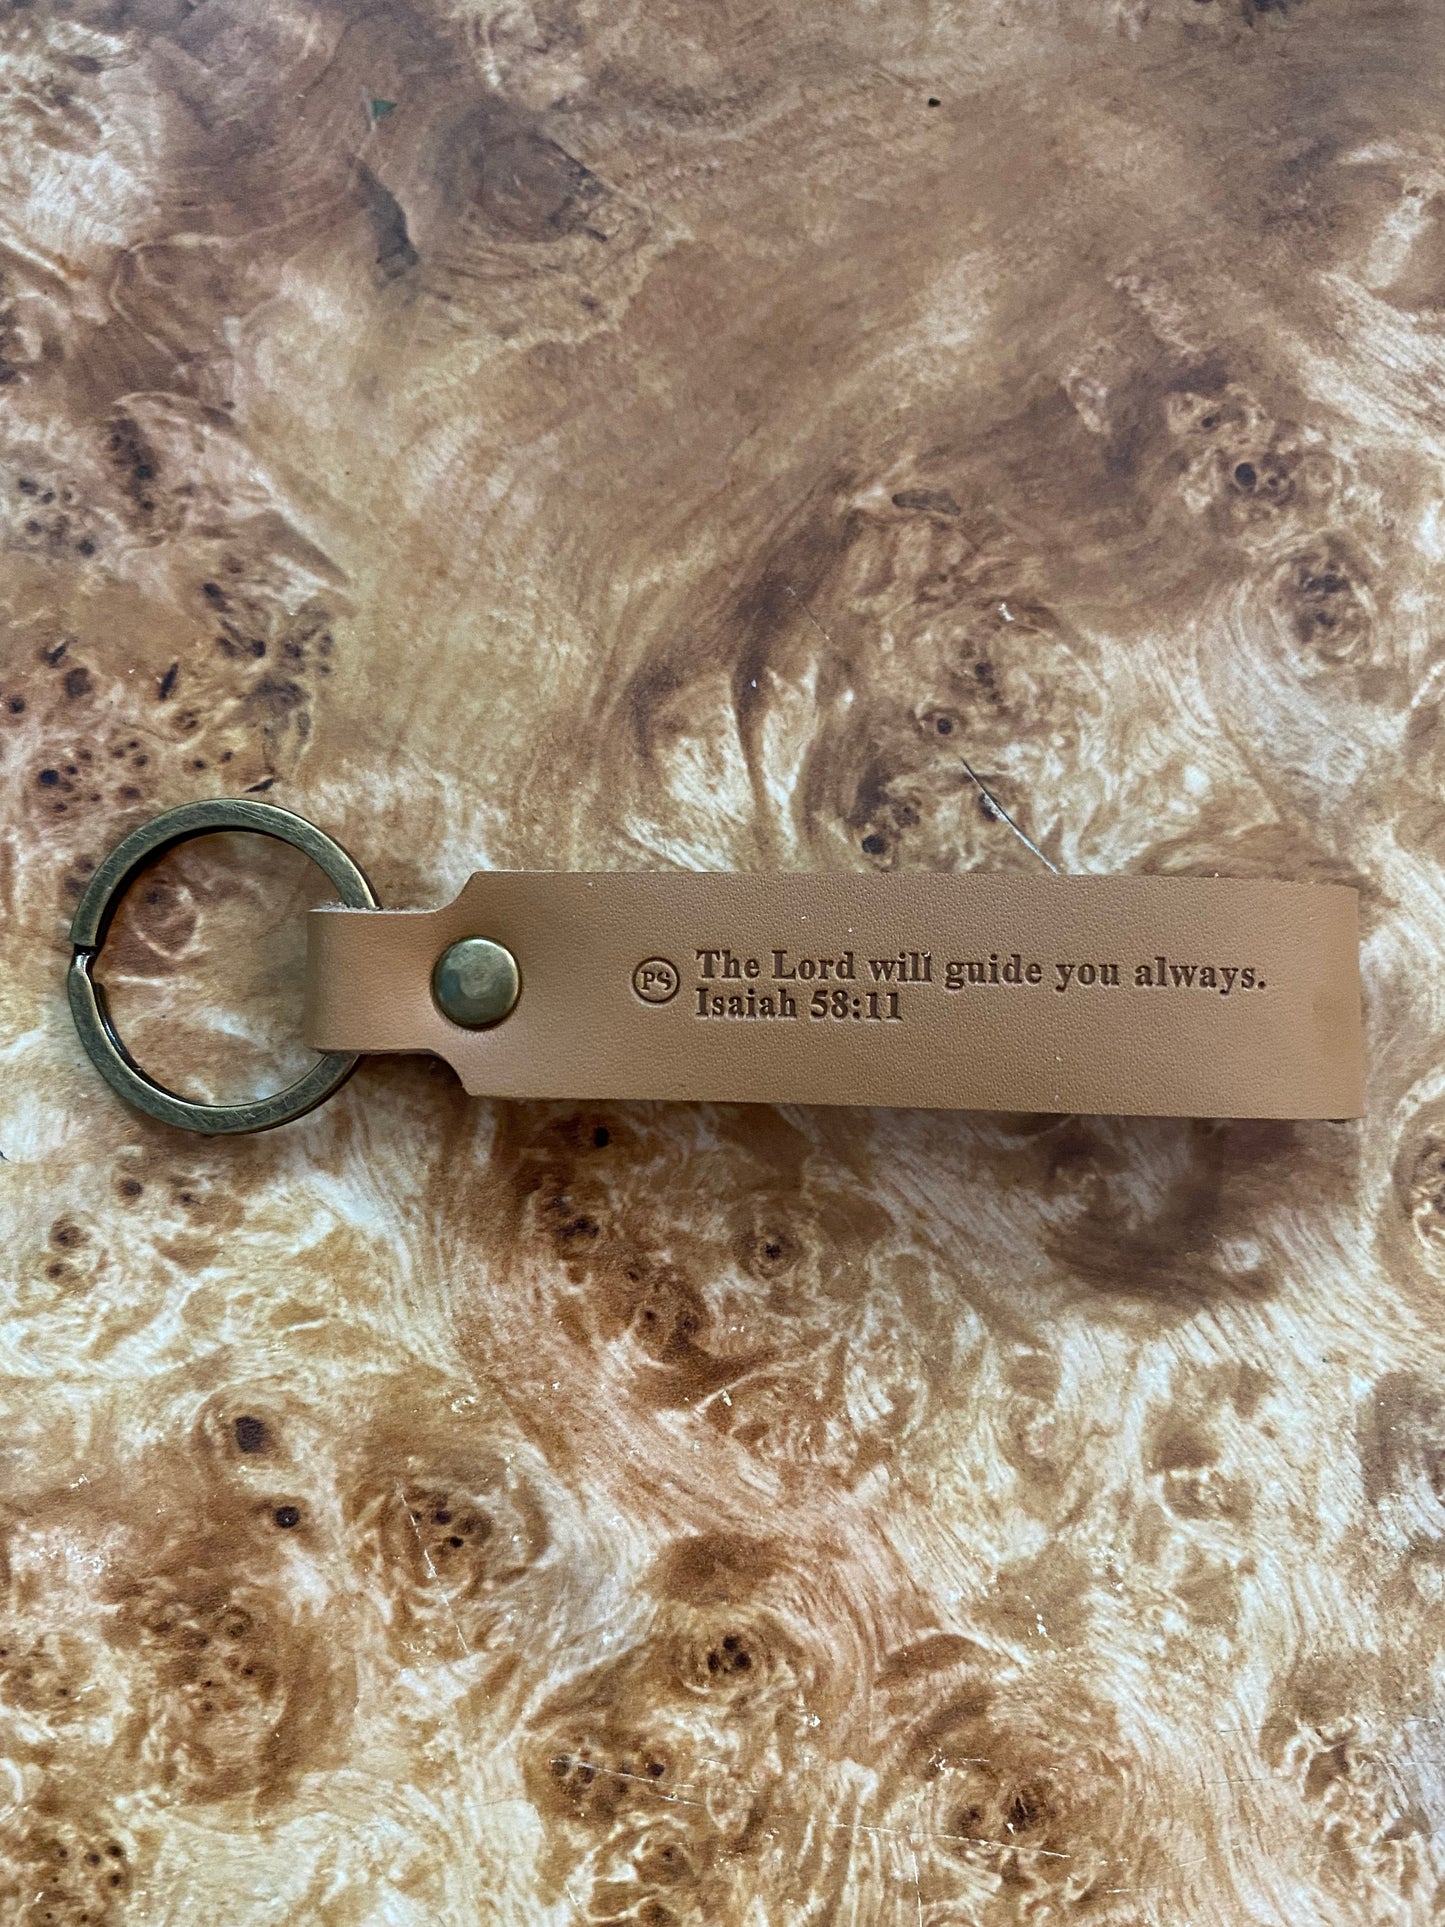 PS The Lord will guide you always.
Isaiah 58:11